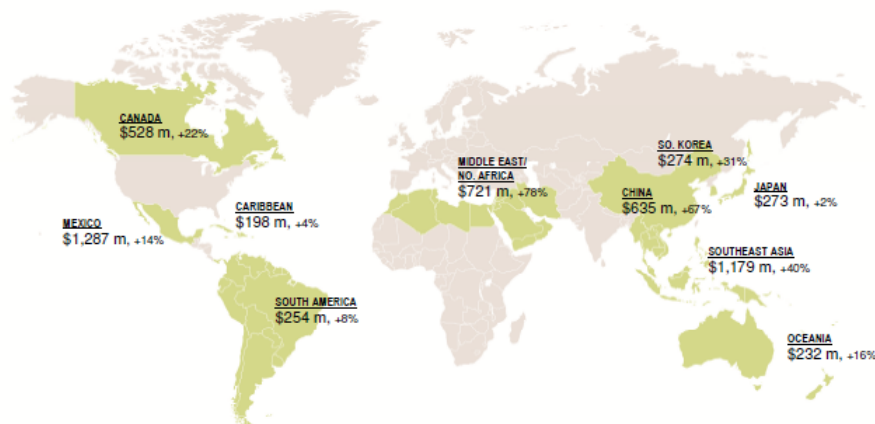 CANADA
$528 m, +22%
SO. KOREA
$274 m, +31%
MIDDLE EAST/
NO. AFRICA
$721 m, +78%
CHINA
$635 m, +67%
JAPAN
$273 m, +2%
CARIBBEAN
$198 m, +4%
MEXICO
$1,287 m, +14%
SOUTHEAST ASIA
$1,179 m, +40%
SOUTH AMERICA
$254 m, +8%
OCEANIA
$232 m, +16%